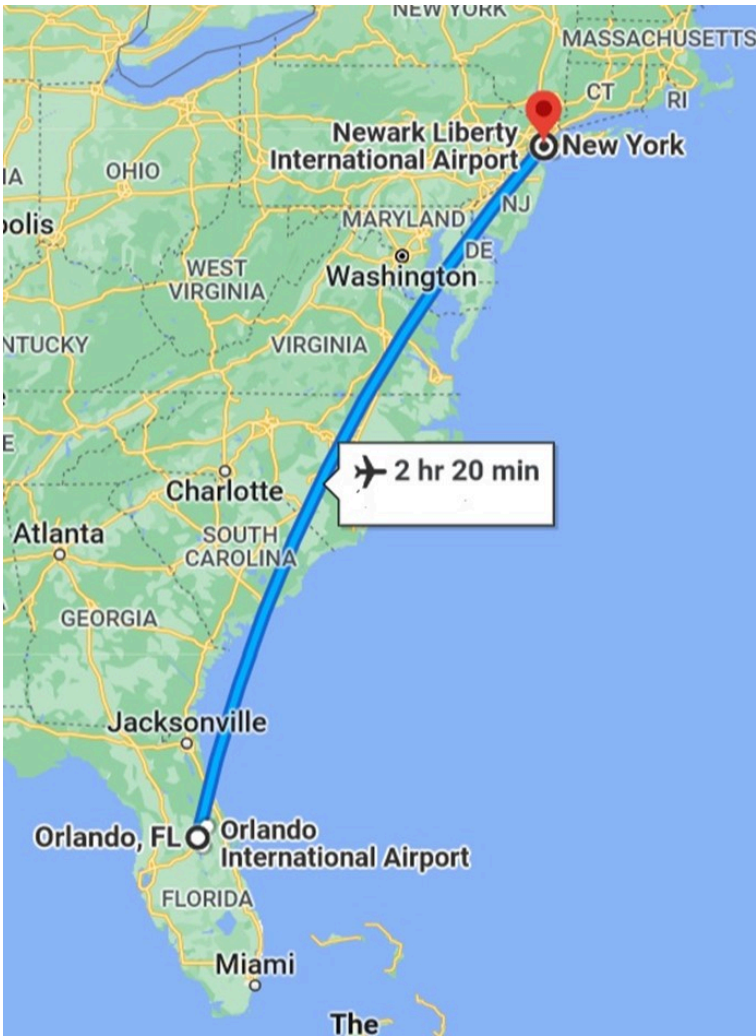 NEW YORK
MASSACHUSETTS
CT
RI
Newark Liberty
International Airport
New York
IA
OHIO
NJ
polis
MARYLAND
DE
WEST
VIRGINIA
Washington
NTUCKY
VIRGINIA
E
2 hr 20 min
Charlotte
Atlanta
SOUTH
CAROLINA
GEORGIA
Jacksonville
Orlando, FL
Orlando
International Airport
FLORIDA
Miami
The